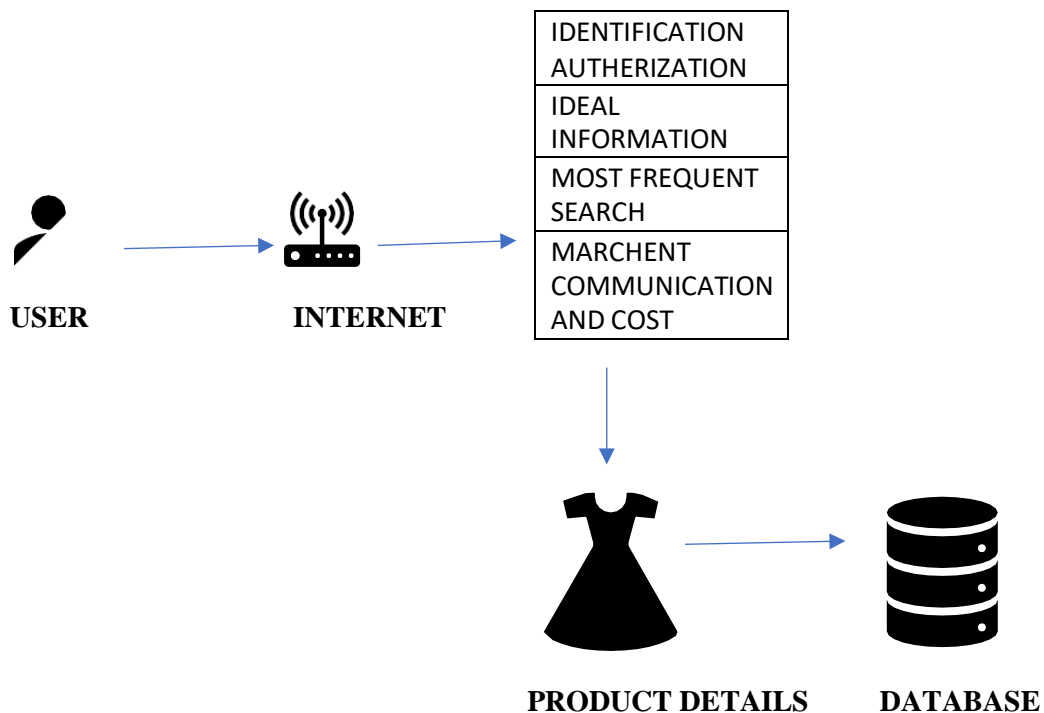 IDENTIFICATION
AUTHERIZATION
IDEAL
INFORMATION
MOST FREQUENT
SEARCH
MARCHENT
COMMUNICATION
AND COST
USER
INTERNET
PRODUCT DETAILS
DATABASE